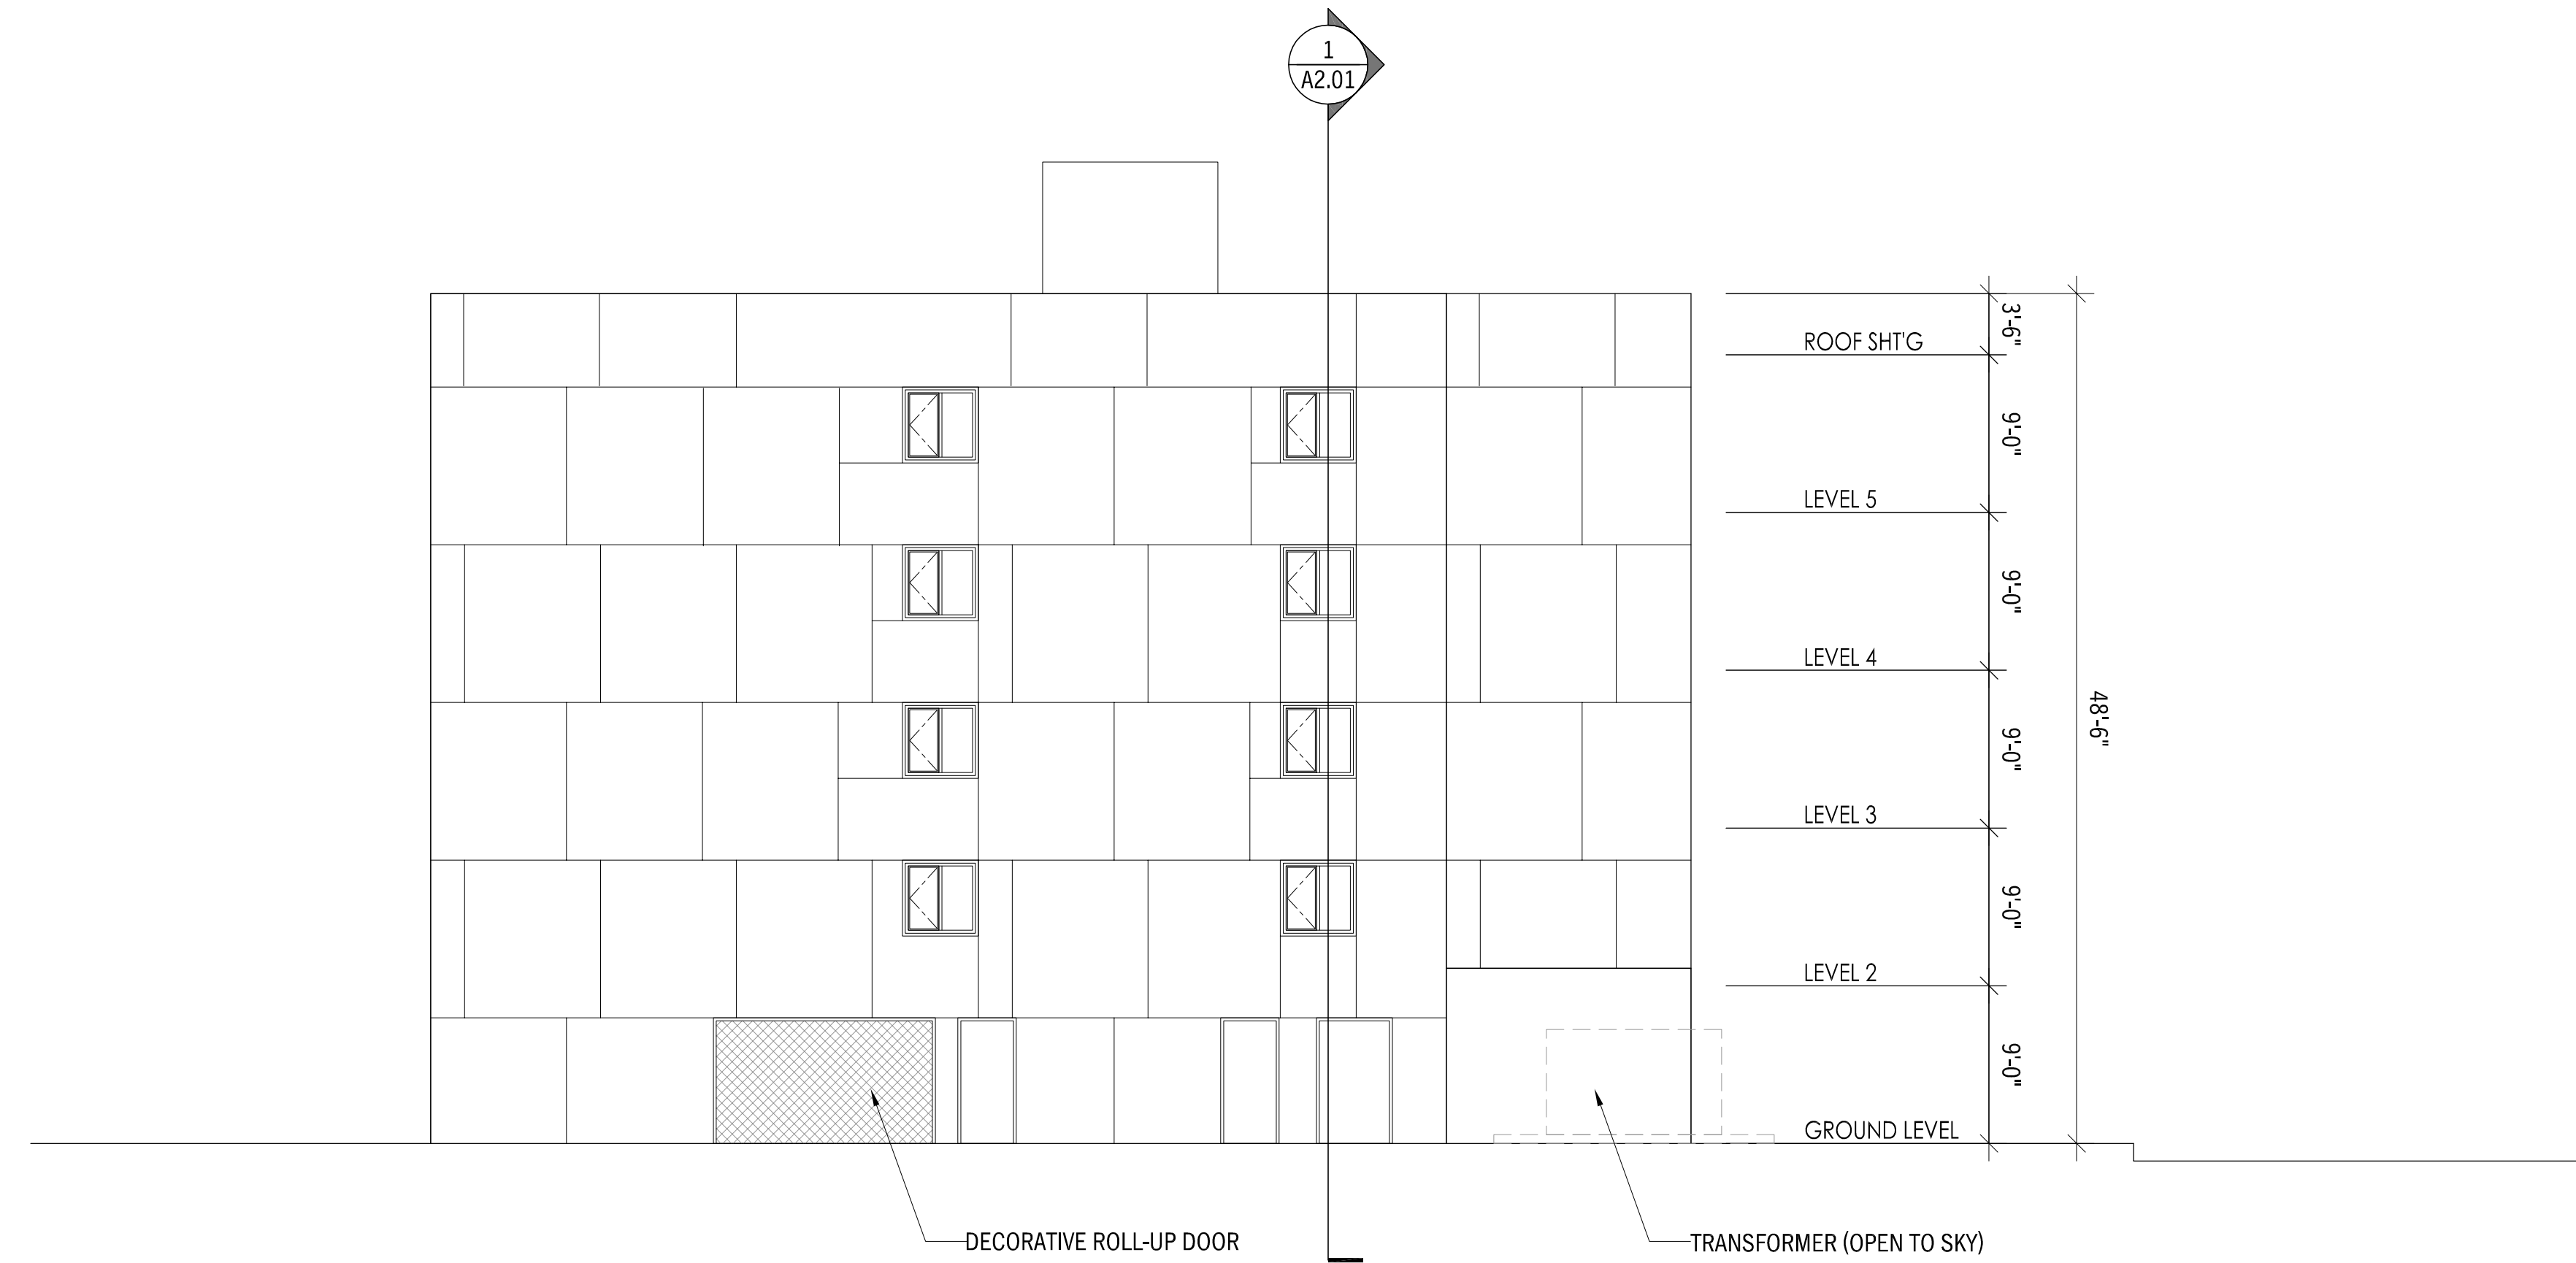 1
A2.01
3'-6"
ROOF SHT'G
9'-0"
LEVEL 5
9'-0"
LEVEL 4
48'-6"
9'-0"
LEVEL 3
9'-0"
LEVEL 2
9'-0"
GROUND LEVEL
DECORATIVE ROLL-UP DOOR
TRANSFORMER (OPEN TO SKY)